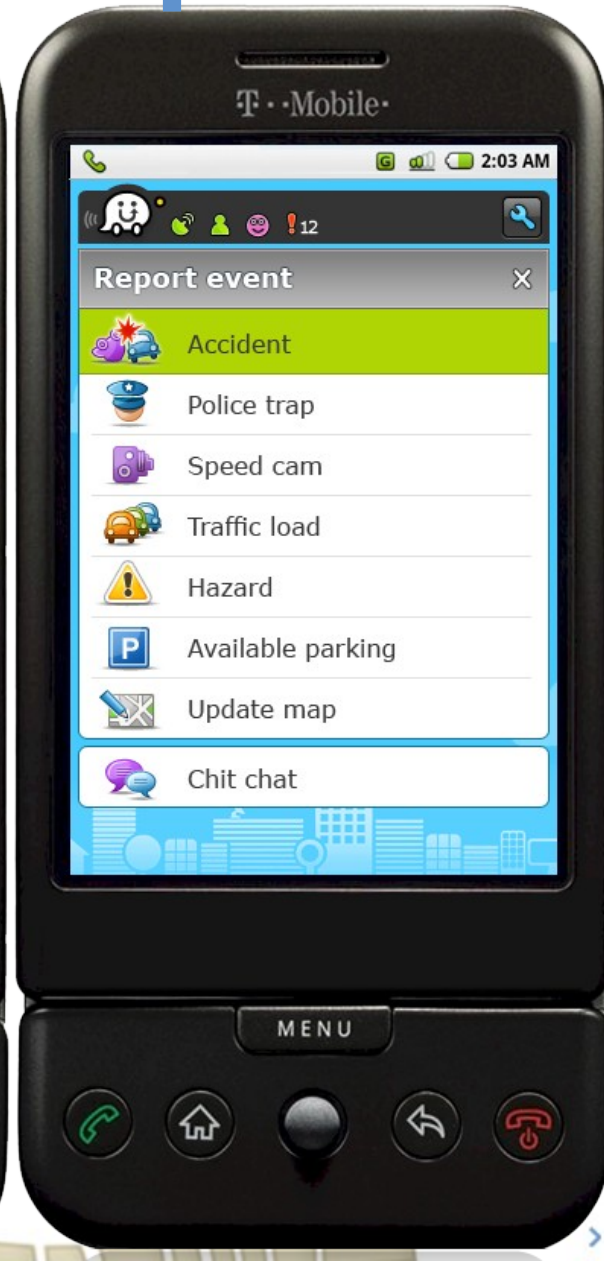 T··Mobile·
G 2:03 AM
12
Report event
Accident
Police trap
Speed cam
Traffic load
Hazard
P Available parking
Update map
Chit chat
MENU